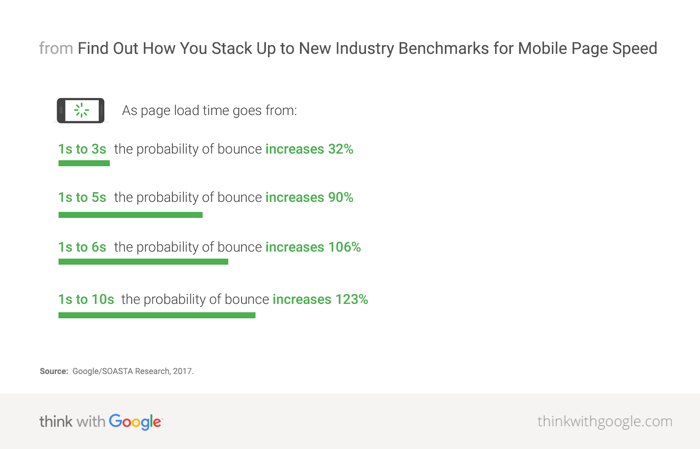 from Find Out How You Stack Up to New Industry Benchmarks for Mobile Page Speed
As page load time goes from:
1s to 3s the probability of bounce increases 32%
1s to 5s the probability of bounce increases 90%
1s to 6s the probability of bounce increases 106%
1s to 10s the probability of bounce increases 123%
Source: Google/SOASTA Research, 2017.
think with Google
thinkwithgoogle.com